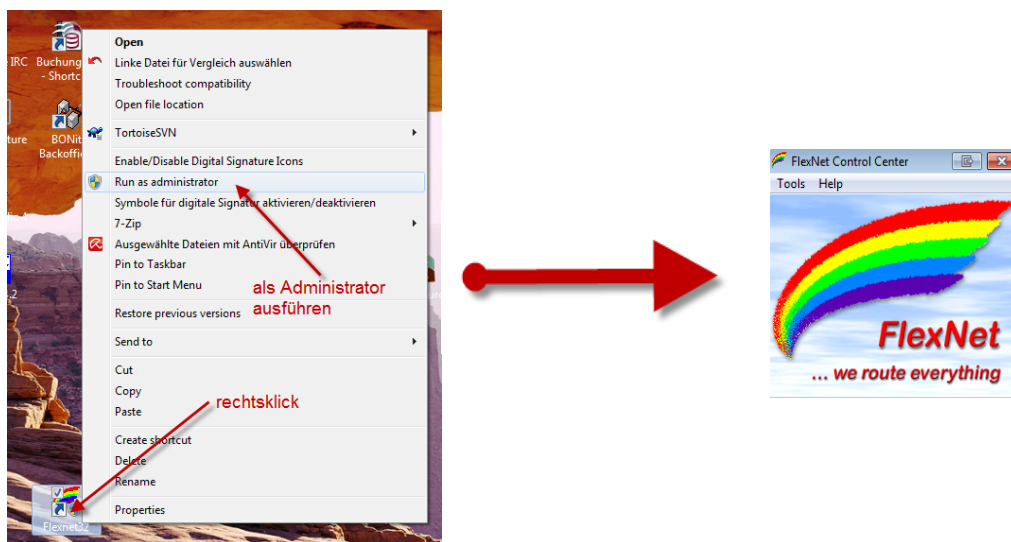 IRC
Buchung
- Shortc
ture
BONit
Backoffi
Open
Linke Datei für Vergleich auswählen
Troubleshoot compatibility
Open file location
TortoiseSVN
Enable/Disable Digital Signature Icons
Run as administrator
Symbole für digitale Signatur aktivieren/deaktivieren
7-Zip
Ausgewählte Dateien mit AntiVir überprüfen
Pin to Taskbar
Pin to Start Menu
als Administrator
ausführen
Restore previous versions
Send to
Cut
Copy
Paste
rechtsklick
Create shortcut
Delete
Rename
Properties
Flexnet32
FlexNet Control Center
Tools Help
FlexNet
... we route everything